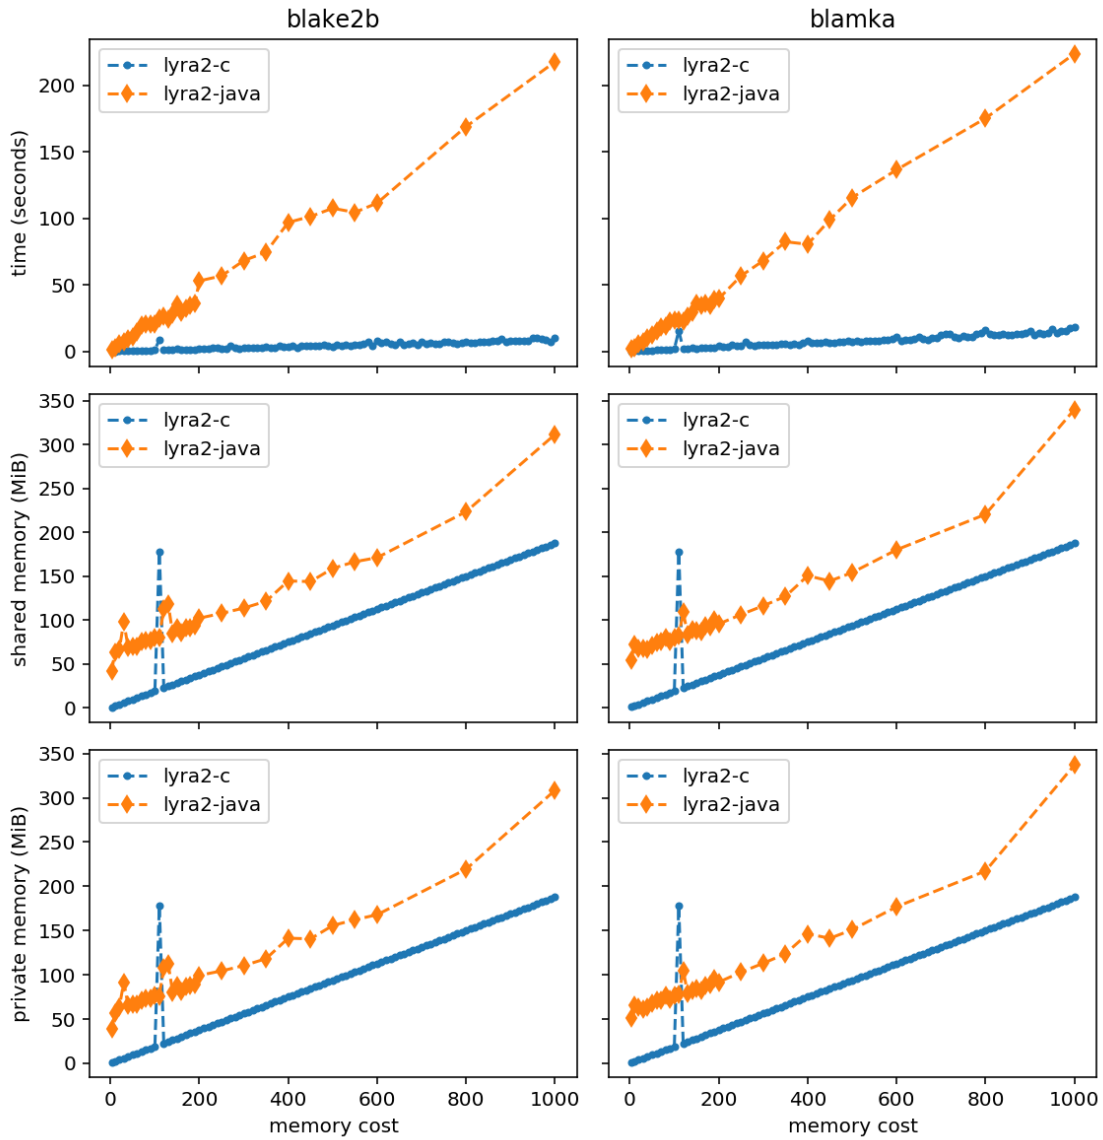 blake2b
blamka
time (seconds)
200
150
100
50
0
lyra2-c
lyra2-java
lyra2-c
lyra2-java
shared memory (MiB)
350
300
250
200
150
100
50
0
lyra2-c
lyra2-java
lyra2-c
lyra2-java
private memory (MiB)
350
300
250
200
150
100
50
0
lyra2-c
lyra2-java
lyra2-c
lyra2-java
0 200 400 600 800 1000
0 200 400 600 800 1000
memory cost
memory cost